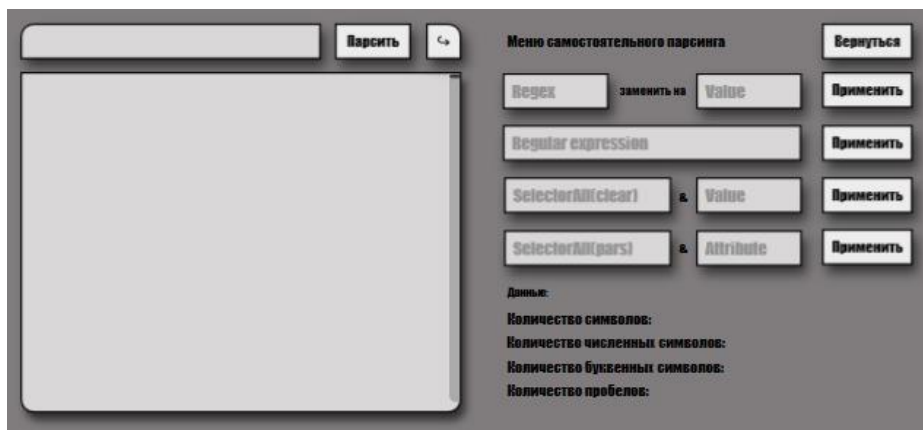 Парсить
Меню самостоятельного парсинга
Вернуться
Regex заменить на Value Применить
Regular expression Применить
SelectorAll(clear) & Value Применить
SelectorAll(pars) & Attribute Применить
Данные:
Количество символов:
Количество численных символов:
Количество буквенных символов:
Количество пробелов: